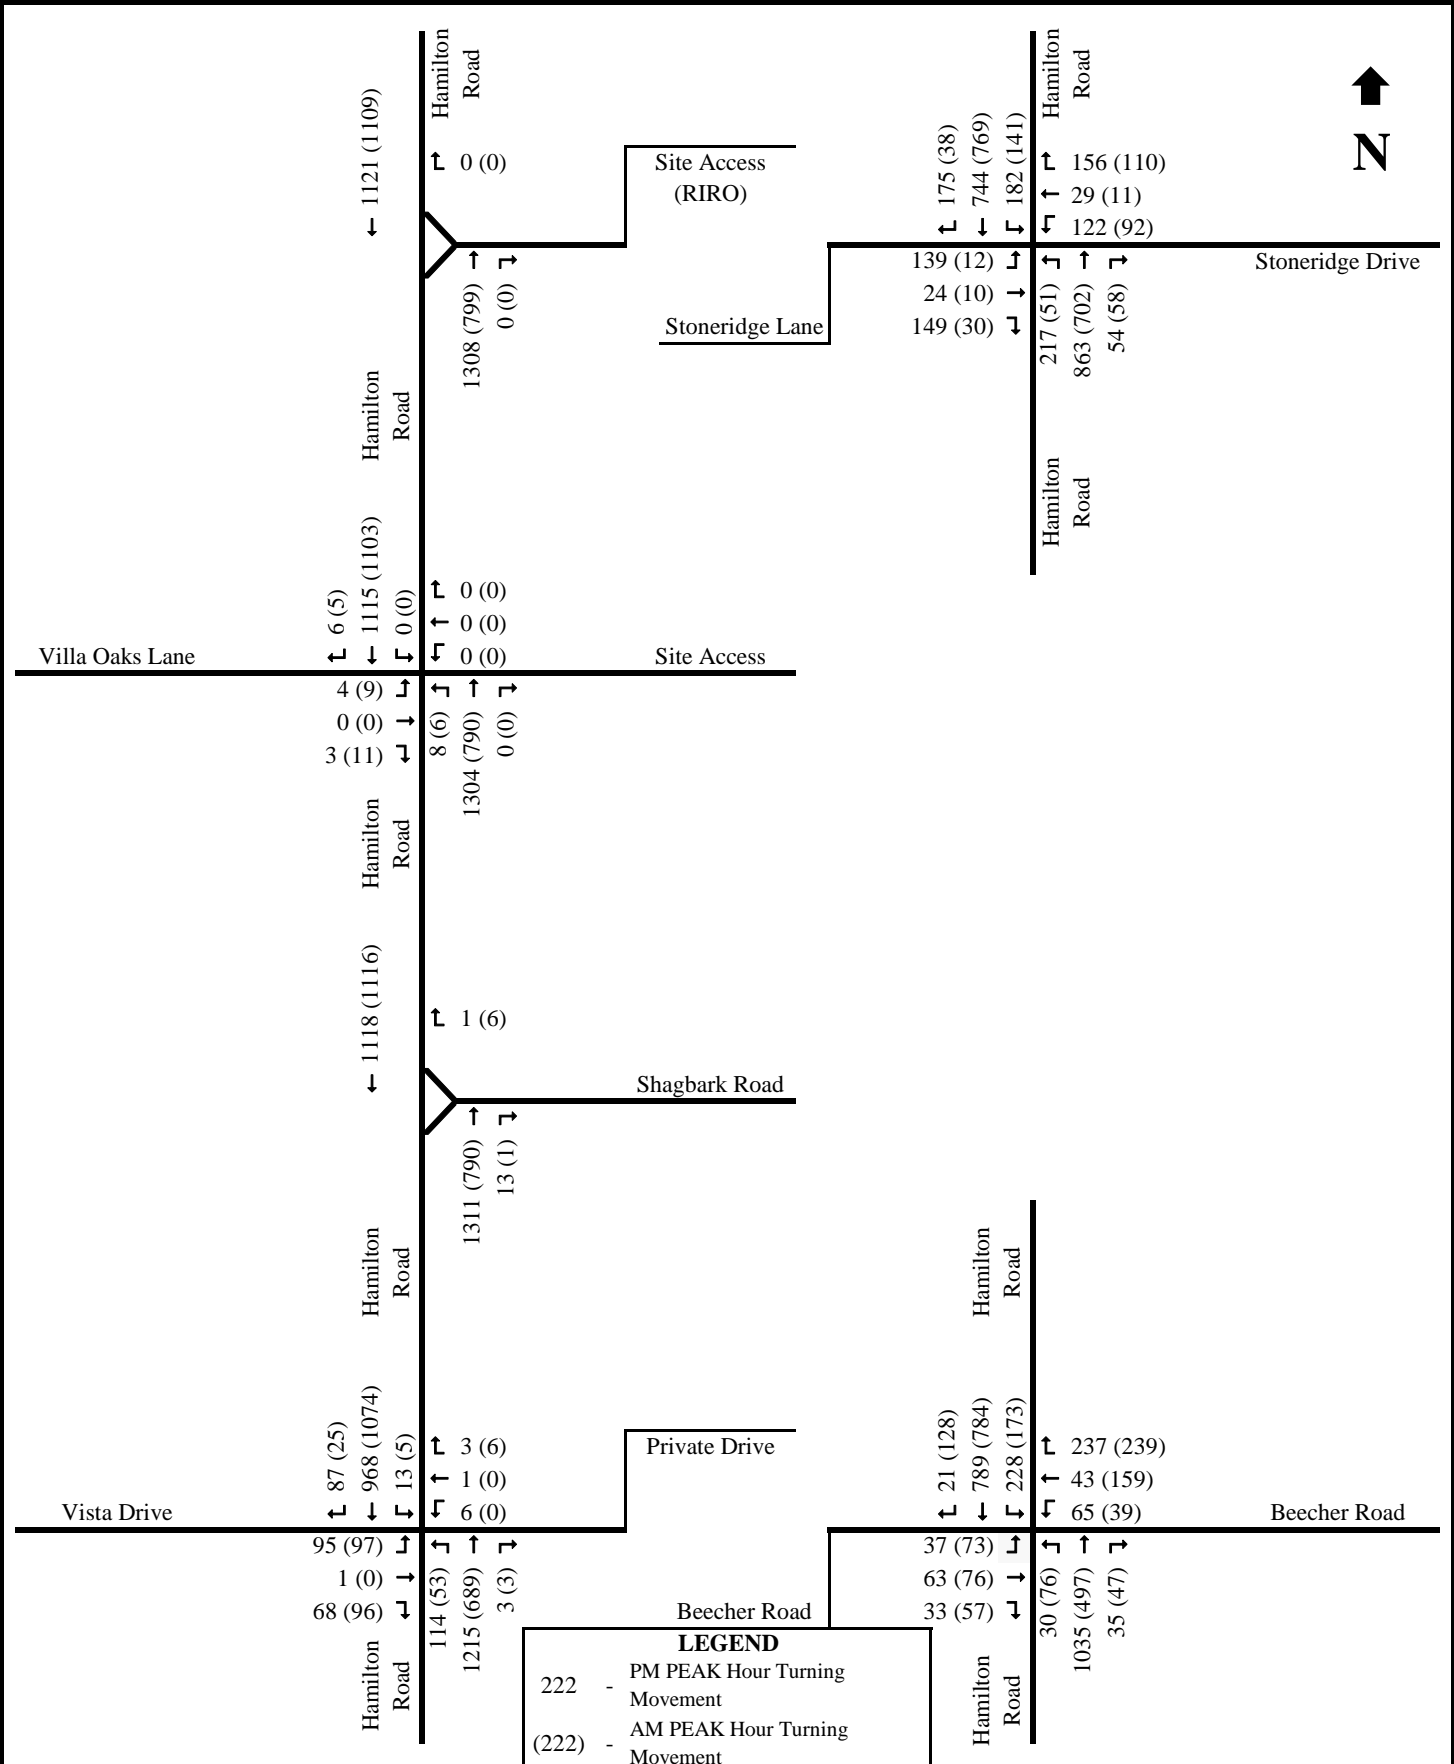 Hamilton
Road
1121 (1109)
0 (0)
Site Access
(RIRO)
1308 (799)
0 (0)
Hamilton
Road
175 (38)
744 (769)
182 (141)
156 (110)
29 (11)
122 (92)
Stoneridge Drive
139 (12)
24 (10)
149 (30)
Stoneridge Lane
217 (51)
863 (702)
54 (58)
N
Hamilton
Road
Hamilton
Road
6 (5)
1115 (1103)
0 (0)
0 (0)
0 (0)
0 (0)
Villa Oaks Lane
Site Access
4 (9)
0 (0)
3 (11)
8 (6)
1304 (790)
0 (0)
Hamilton
Road
1118 (1116)
1 (6)
Shagbark Road
1311 (790)
13 (1)
Hamilton
Road
Hamilton
Road
87 (25)
968 (1074)
13 (5)
3 (6)
1 (0)
6 (0)
Private Drive
Vista Drive
95 (97)
1 (0)
68 (96)
114 (53)
1215 (689)
3 (3)
Hamilton
Road
21 (128)
789 (784)
228 (173)
237 (239)
43 (159)
65 (39)
Beecher Road
37 (73)
63 (76)
33 (57)
Beecher Road
30 (76)
1035 (497)
35 (47)
Hamilton
Road
LEGEND
222 - PM PEAK Hour Turning
Movement
(222) - AM PEAK Hour Turning
Movement